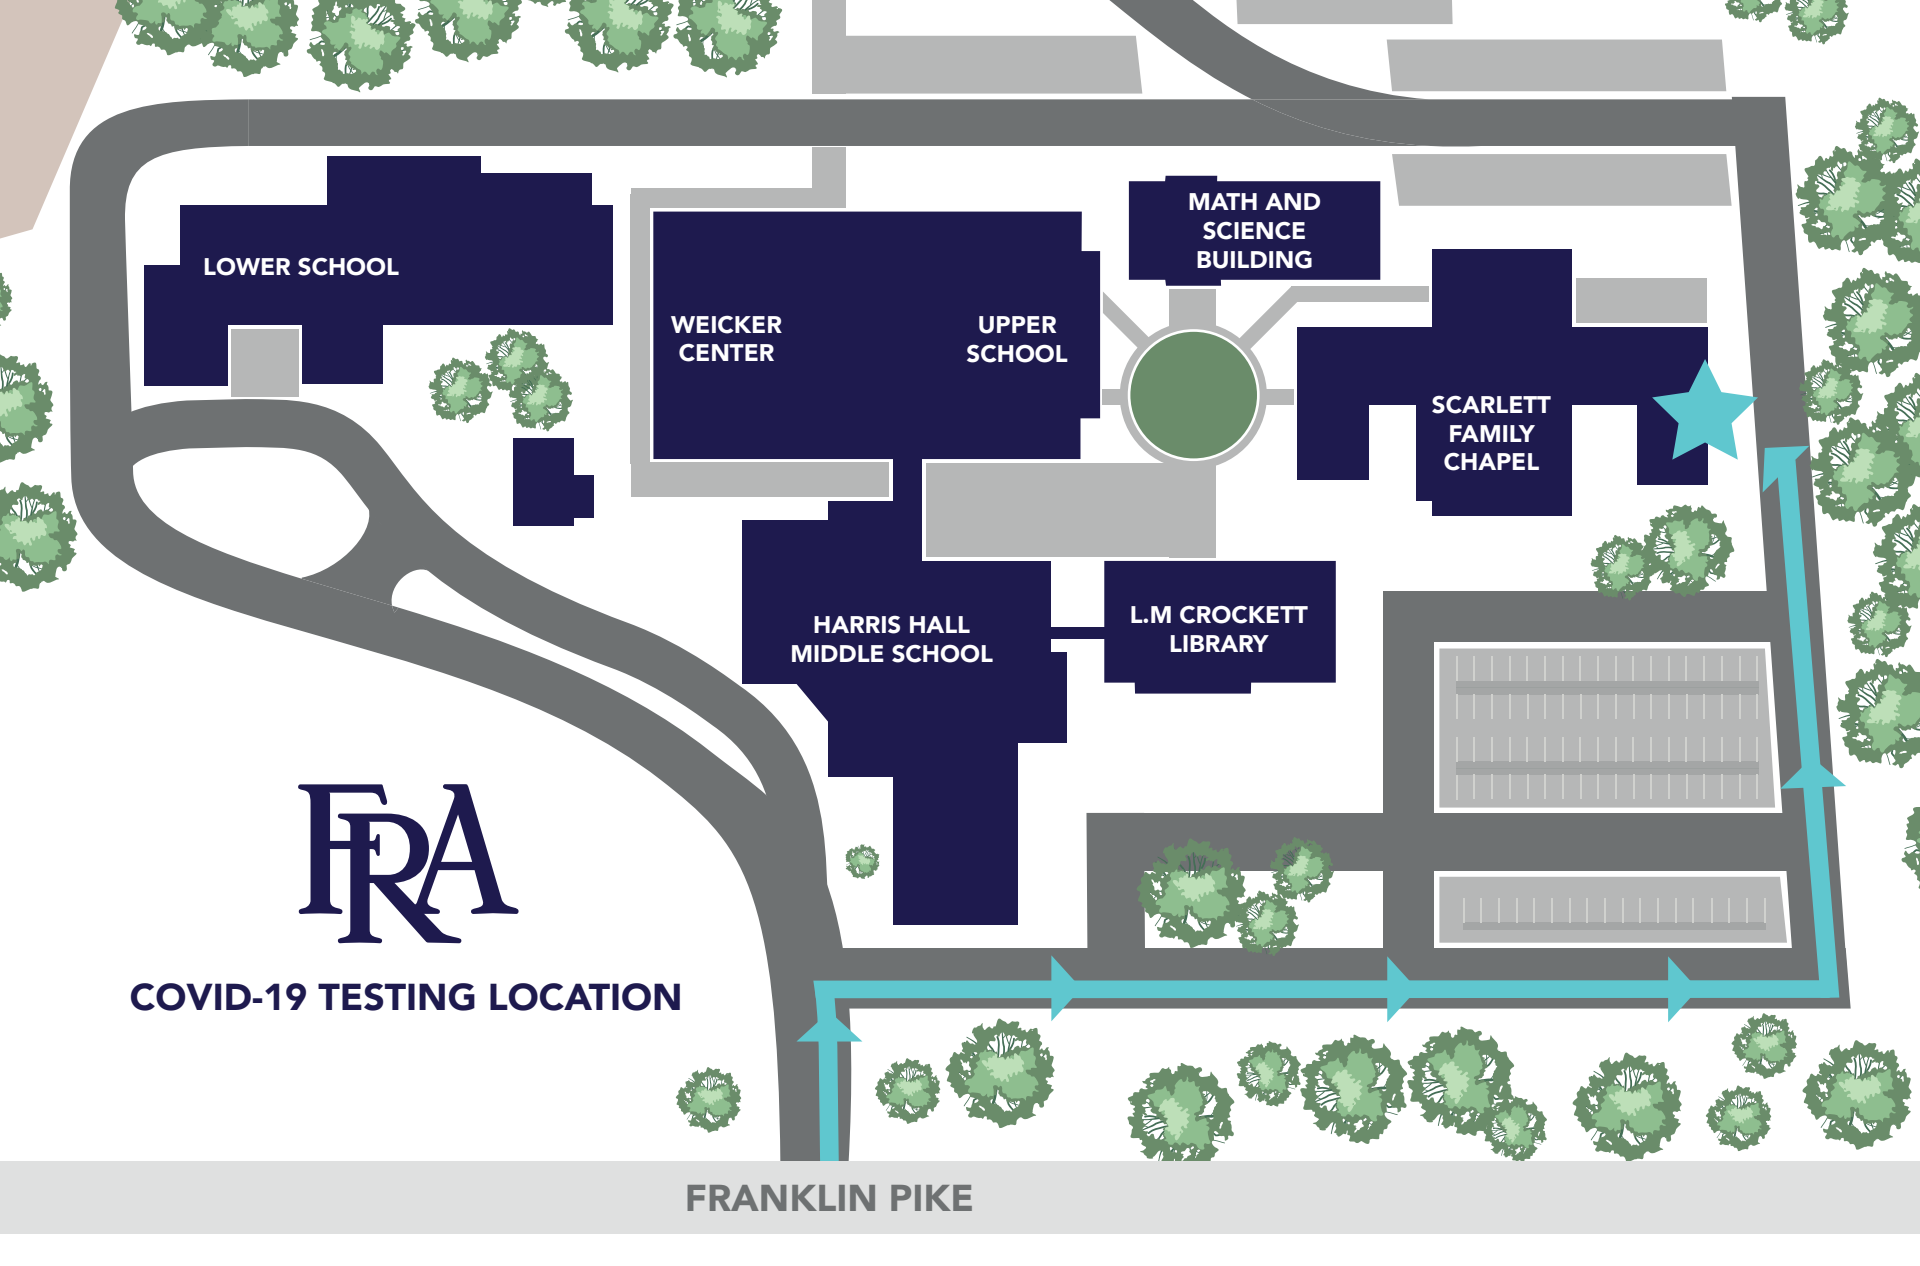 MATH AND
SCIENCE
BUILDING
LOWER SCHOOL
WEICKER
CENTER
UPPER
SCHOOL
SCARLETT
FAMILY
CHAPEL
HARRIS HALL
MIDDLE SCHOOL
L.M CROCKETT
LIBRARY
FRA
COVID-19 TESTING LOCATION
FRANKLIN PIKE